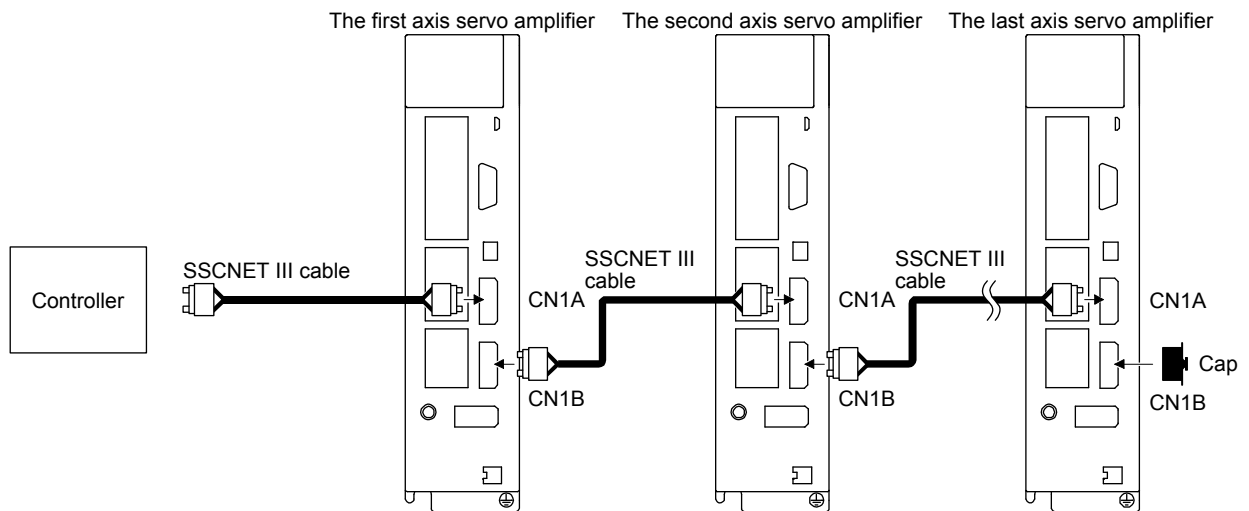 The first axis servo amplifier
The second axis servo amplifier
The last axis servo amplifier
Controller
SSCNET III cable
SSCNET III
cable
SSCNET III
cable
CN1A
CN1A
CN1A
CN1B
CN1B
CN1B
Cap